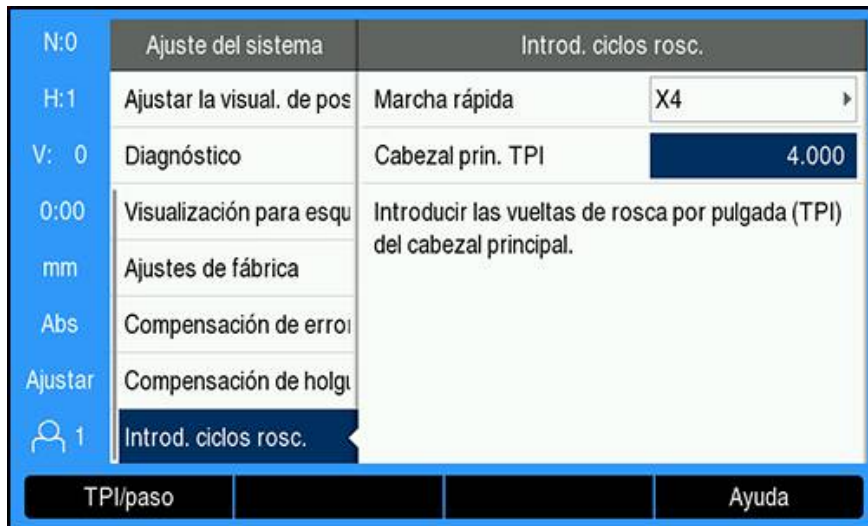 N:0
Ajuste del sistema
Introd. ciclos rosc.
H:1
Ajustar la visual. de pos
Marcha rápida
X4
V: 0
Diagnóstico
Cabezal prin. TPI
4.000
0:00
Visualización para esqu
Introducir las vueltas de rosca por pulgada (TPI)
del cabezal principal.
mm
Ajustes de fábrica
Abs
Compensación de error
Ajustar
Compensación de holgu
1
Introd. ciclos rosc.
TPI/paso
Ayuda